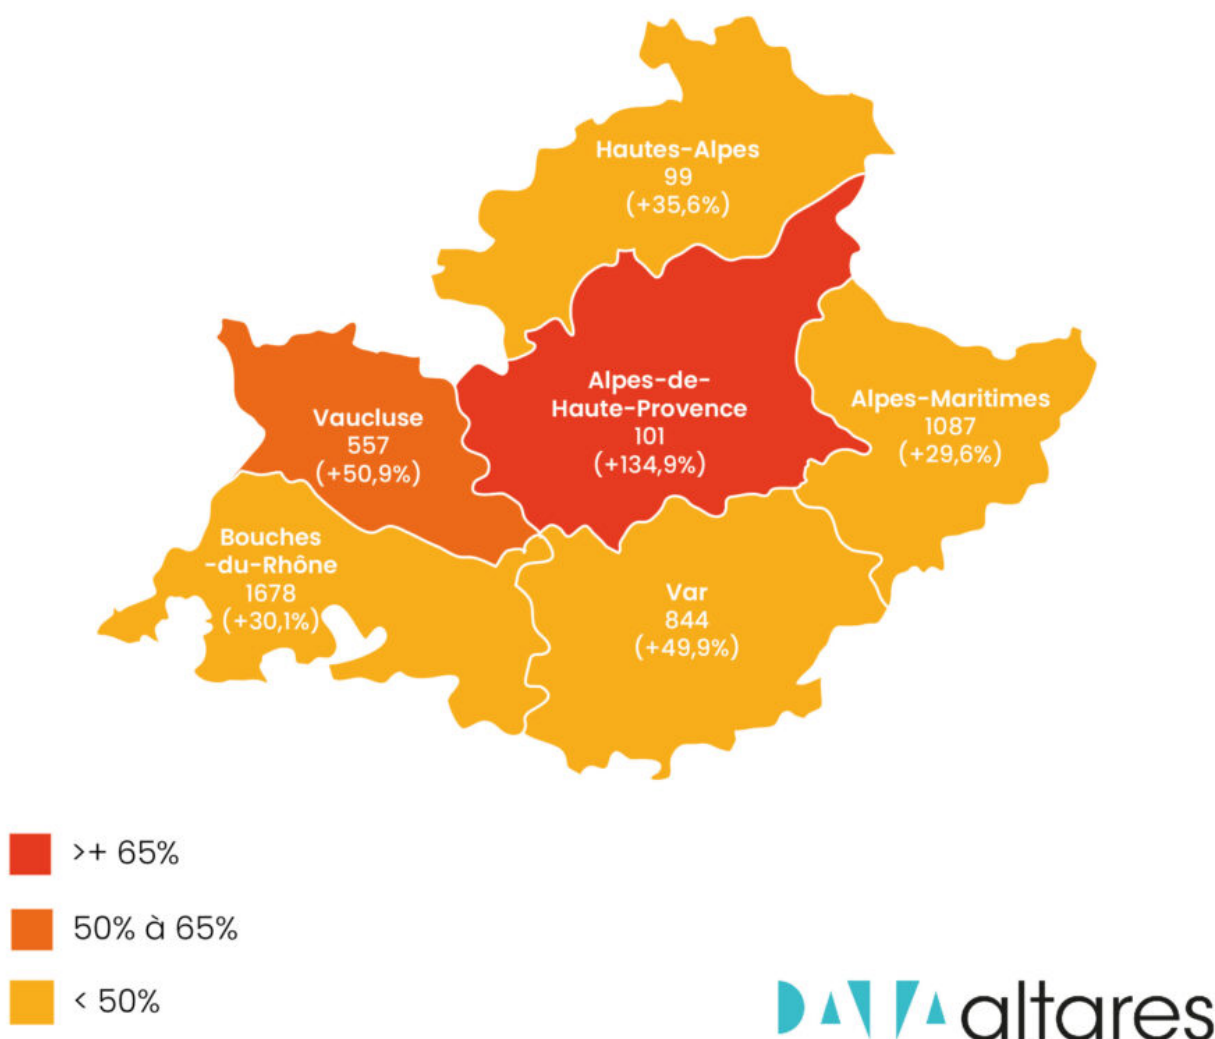 Hautes-Alpes
99
(+35,6%)
Alpes-de-
Haute-Provence
101
(+134,9%)
Alpes-Maritimes
1087
(+29,6%)
Vaucluse
557
(+50,9%)
Bouches
-du-Rhône
1678
(+30,1%)
Var
844
(+49,9%)
>+ 65%
50% à 65%
< 50%
DATA altares